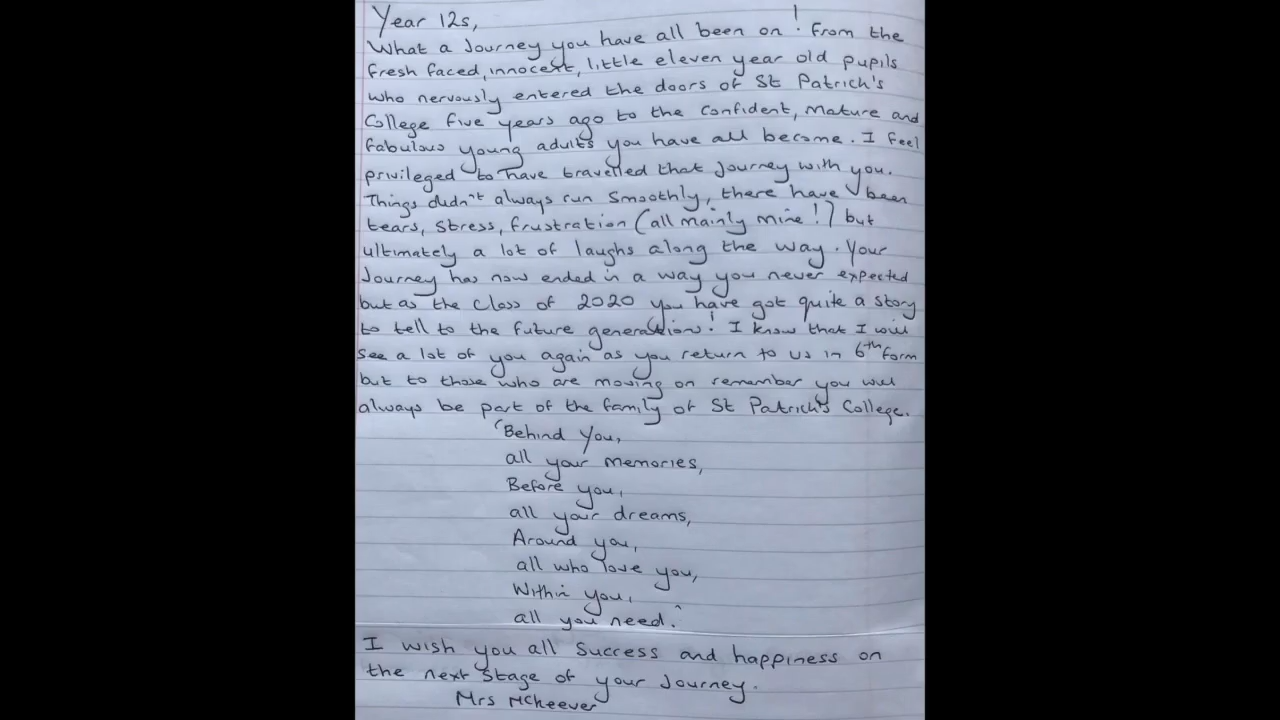 Year 12s,
What a Journey you have all been on! From the
fresh faced, innocent, little eleven year old pupils
who nervously entered the doors of St Patrick's
College five years ago to the confident, mature and
fabulous young adults you have all become. I feel
privileged to have travelled that Journey with you.
Things didn't always run smoothly, there have been
tears, stress, frustration (all mainly mine!) but
ultimately a lot of laughs along the way. Your
Journey has now ended in a way you never expected
but as the class of 2020 you have got quite a story
to tell to the future generation! I know that I will
see a lot of you again as you return to us in 6th form
but to those who are moving on remember you will
always be part of the family of St Patrick's College.
"Behind You,
all your memories,
Before you,
all your dreams,
Around you,
all who love you,
Within you,
all you need."
I wish you all success and happiness on
the next stage of your Journey.
Mrs McKeever